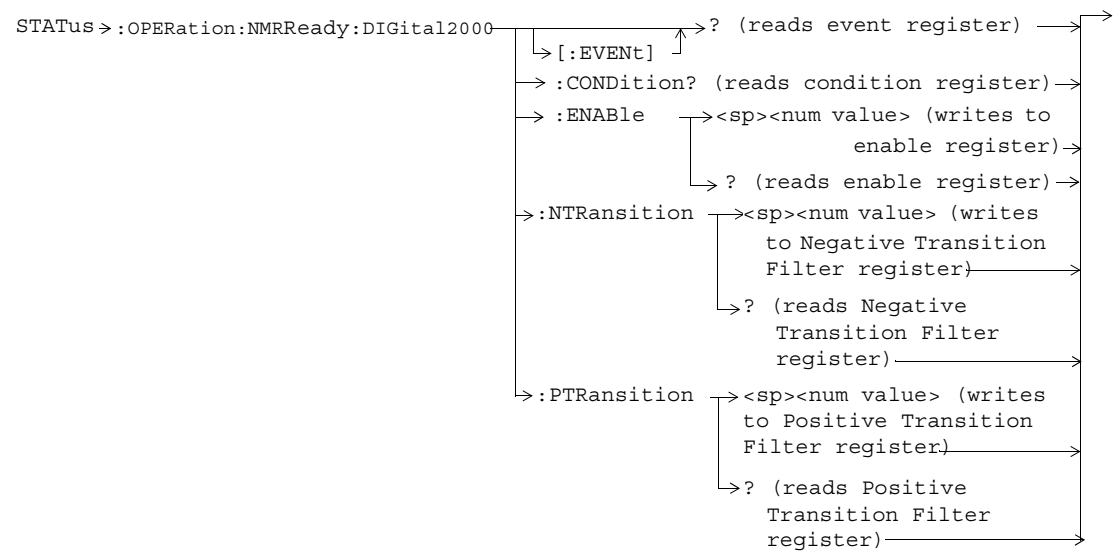 STATus :OPERation:NMRReady:DIGital2000 ? (reads event register)
[:EVENt]
:CONDition? (reads condition register)
:ENABle <sp><num value> (writes to
enable register)
? (reads enable register)
:NTRansition <sp><num value> (writes
to Negative Transition
Filter register)
? (reads Negative
Transition Filter
register)
:PTRansition <sp><num value> (writes
to Positive Transition
Filter register)
? (reads Positive
Transition Filter
register)